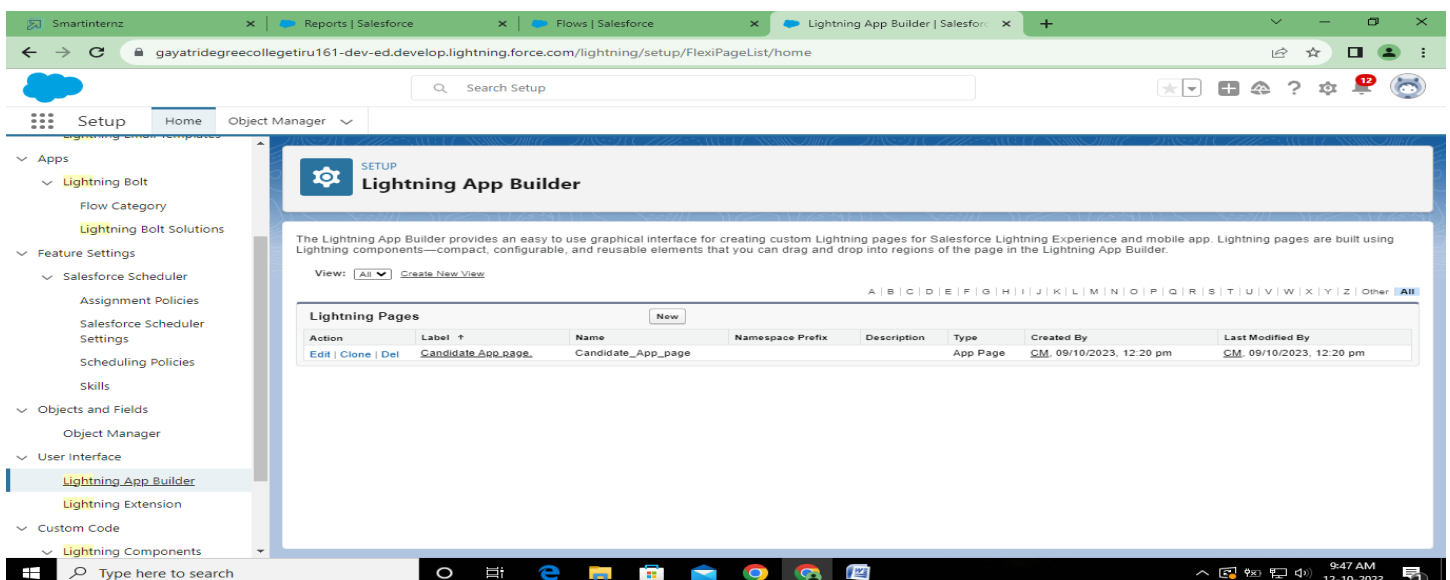 Smartinternz
Reports | Salesforce
Flows | Salesforce
Lightning App Builder | Salesforc
gayatridegreecollegetiru161-dev-ed.develop.lightning.force.com/lightning/setup/FlexiPageList/home
Search Setup
12
Setup Home Object Manager
Lightning Email Templates
Apps
Lightning Bolt
Flow Category
Lightning Bolt Solutions
Feature Settings
Salesforce Scheduler
Assignment Policies
Salesforce Scheduler
Settings
Scheduling Policies
Skills
Objects and Fields
Object Manager
User Interface
Lightning App Builder
Lightning Extension
Custom Code
Lightning Components
SETUP
Lightning App Builder
The Lightning App Builder provides an easy to use graphical interface for creating custom Lightning pages for Salesforce Lightning Experience and mobile app. Lightning pages are built using
Lightning components—compact, configurable, and reusable elements that you can drag and drop into regions of the page in the Lightning App Builder.
View: All Create New View
A | B | C | D | E | F | G | H | I | J | K | L | M | N | O | P | Q | R | S | T | U | V | W | X | Y | Z | Other All
Lightning Pages New
Action Label ↑ Name Namespace Prefix Description Type Created By Last Modified By
Edit | Clone | Del Candidate App page. Candidate_App_page App Page CM, 09/10/2023, 12:20 pm CM, 09/10/2023, 12:20 pm
Type here to search
9:47 AM
12-10-2023